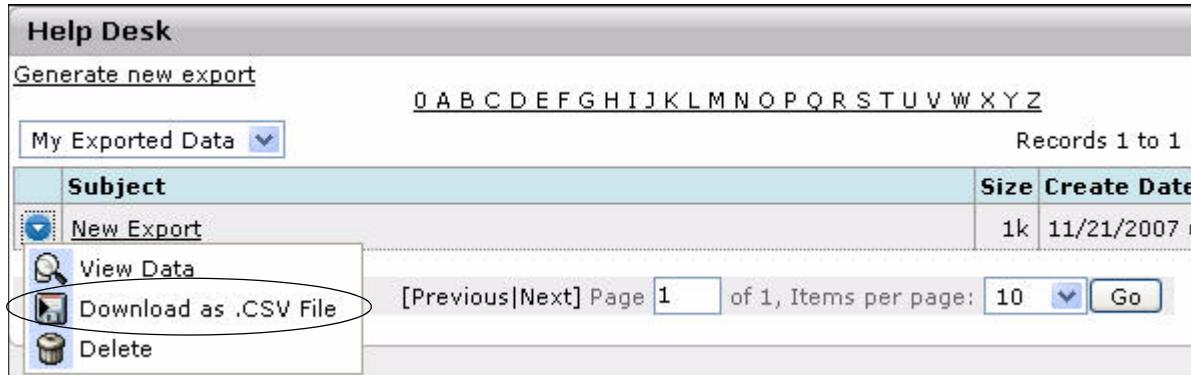 Help Desk
Generate new export
0 A B C D E F G H I J K L M N O P Q R S T U V W X Y Z
My Exported Data Records 1 to 1
Subject Size Create Date
New Export 1k 11/21/2007
View Data
Download as .CSV File [Previous|Next] Page 1 of 1, Items per page: 10 Go
Delete